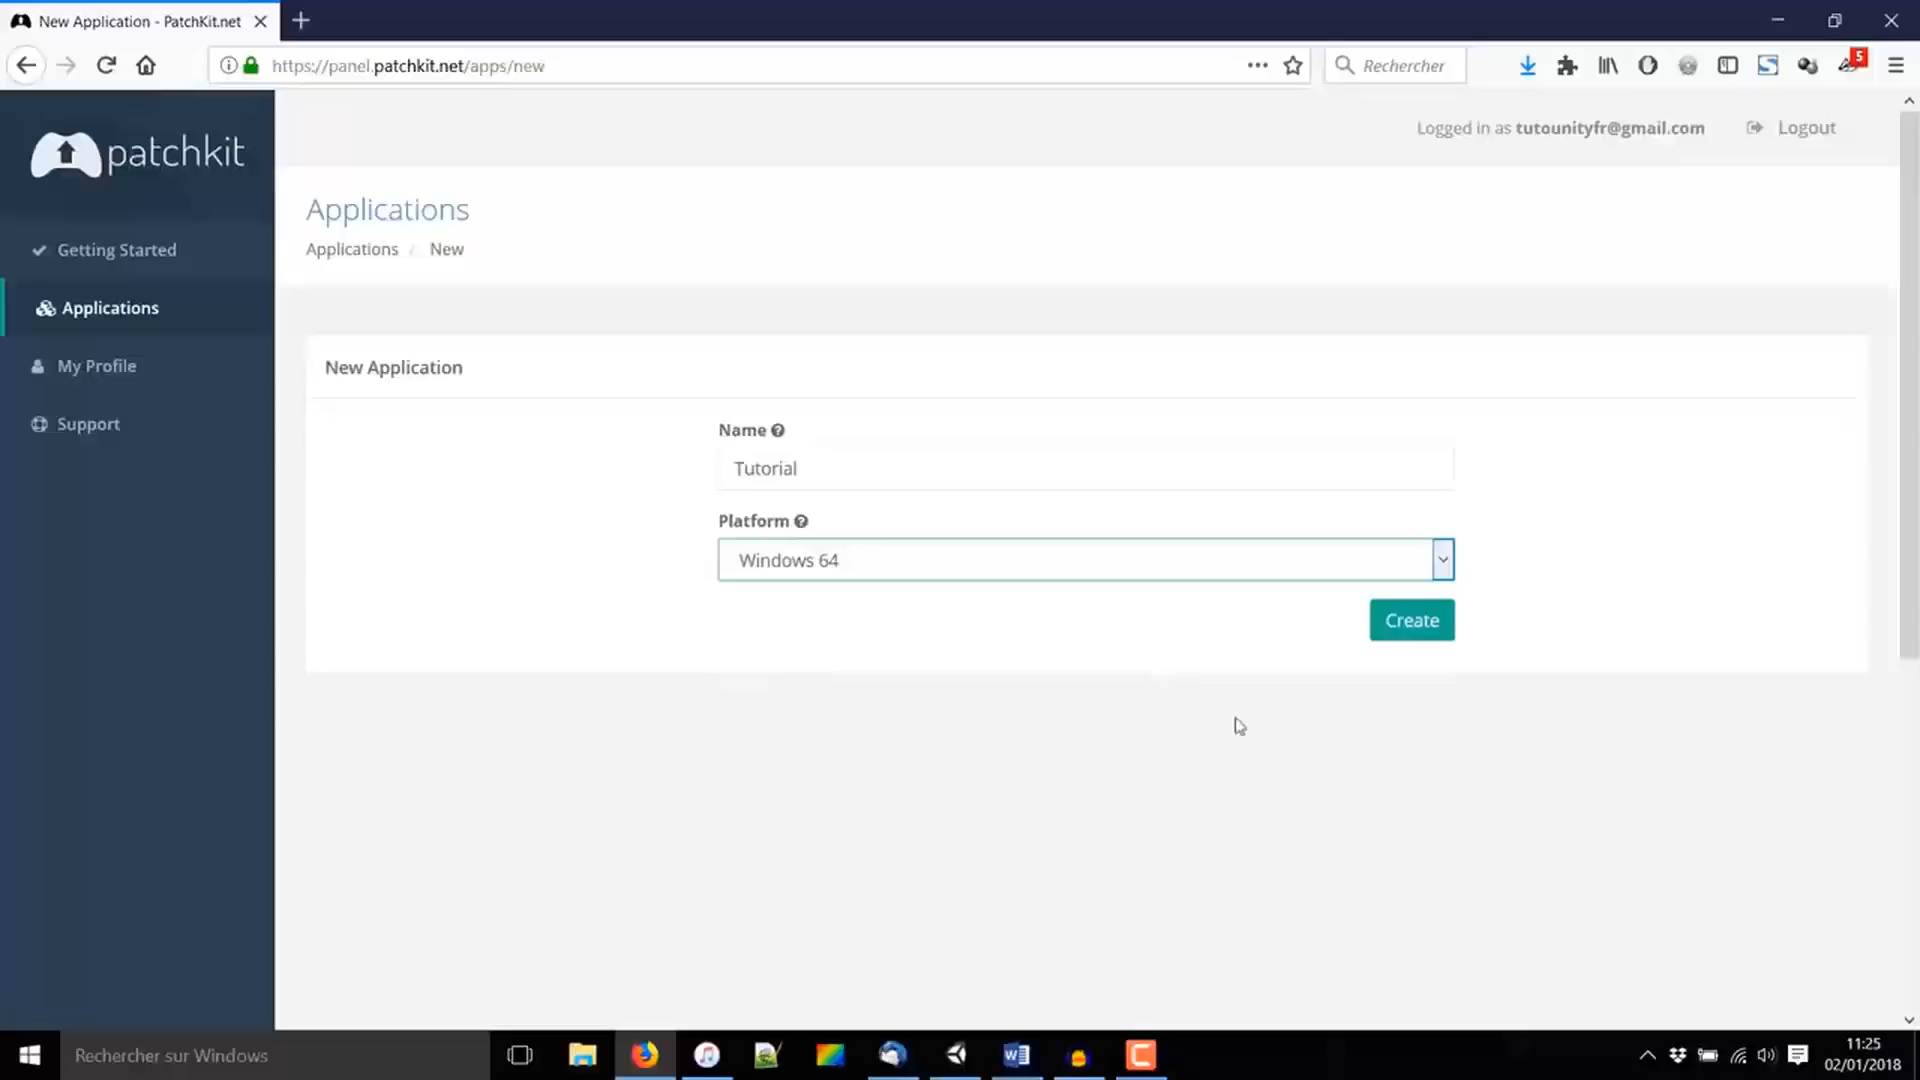 New Application - PatchKit.net
https://panel.patchkit.net/apps/new
Rechercher
5
patchkit
Logged in as tutounityfr@gmail.com
Logout
Getting Started
Applications
My Profile
Support
Applications
Applications / New
New Application
Name
Tutorial
Platform
Windows 64
Create
Rechercher sur Windows
11:25
02/01/2018